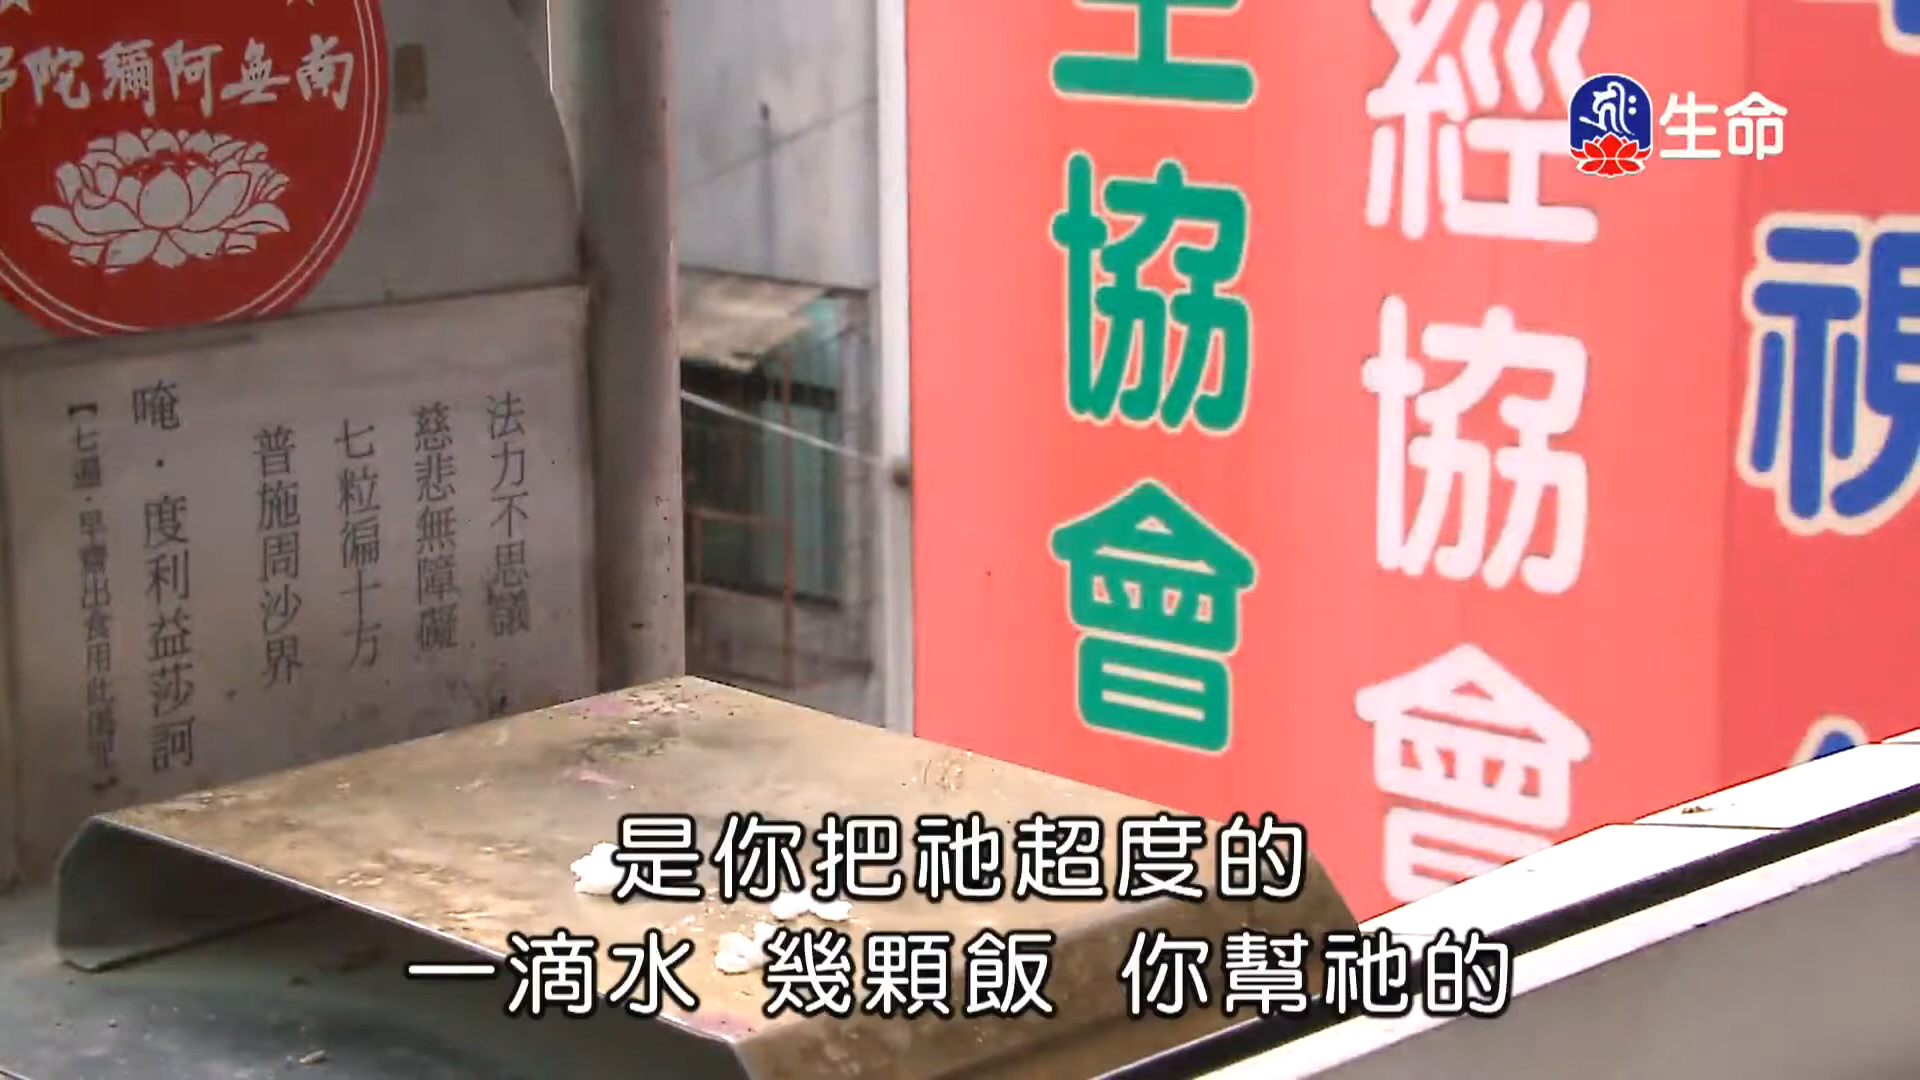 南無阿彌陀
法力不思議
慈悲無障礙
七粒徧十方
普施周沙界
唵・度利益莎訶
【七遍・早齋出食用此偈咒】
協會
經協會
視
生命
是你把祂超度的
一滴水 幾顆飯 你幫祂的